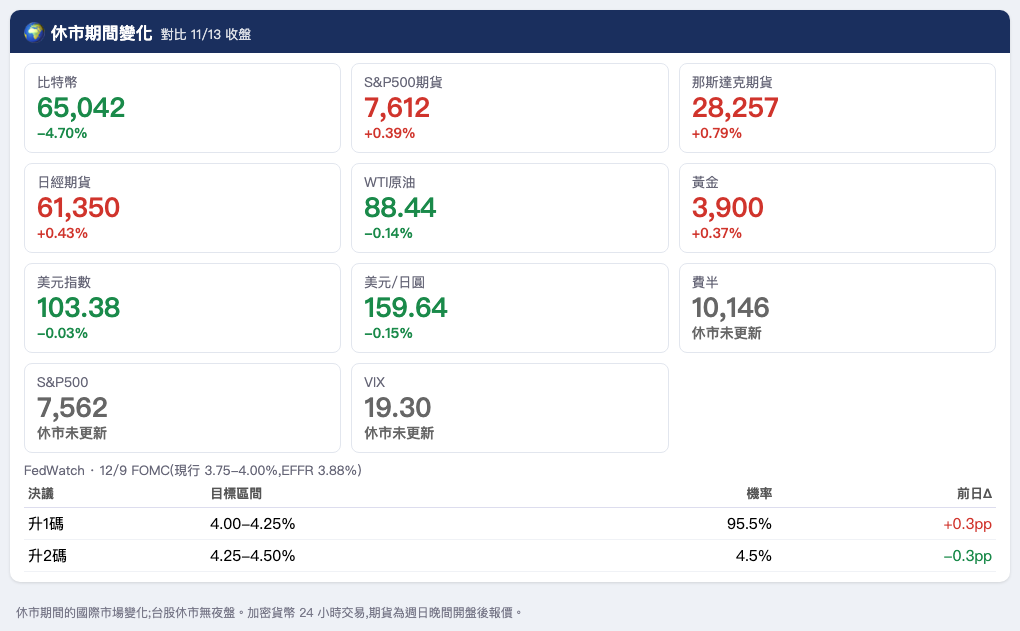 休市期間變化 對比 11/13 收盤
比特幣
65,042
−4.70%
S&P500期貨
7,612
+0.39%
那斯達克期貨
28,257
+0.79%
日經期貨
61,350
+0.43%
WTI原油
88.44
−0.14%
黃金
3,900
+0.37%
美元指數
103.38
−0.03%
美元/日圓
159.64
−0.15%
費半
10,146
休市未更新
S&P500
7,562
休市未更新
VIX
19.30
休市未更新
FedWatch · 12/9 FOMC(現行 3.75–4.00%,EFFR 3.88%)
決議 目標區間 機率 前日Δ
升1碼 4.00–4.25% 95.5% +0.3pp
升2碼 4.25–4.50% 4.5% −0.3pp
休市期間的國際市場變化;台股休市無夜盤。加密貨幣 24 小時交易,期貨為週日晚間開盤後報價。